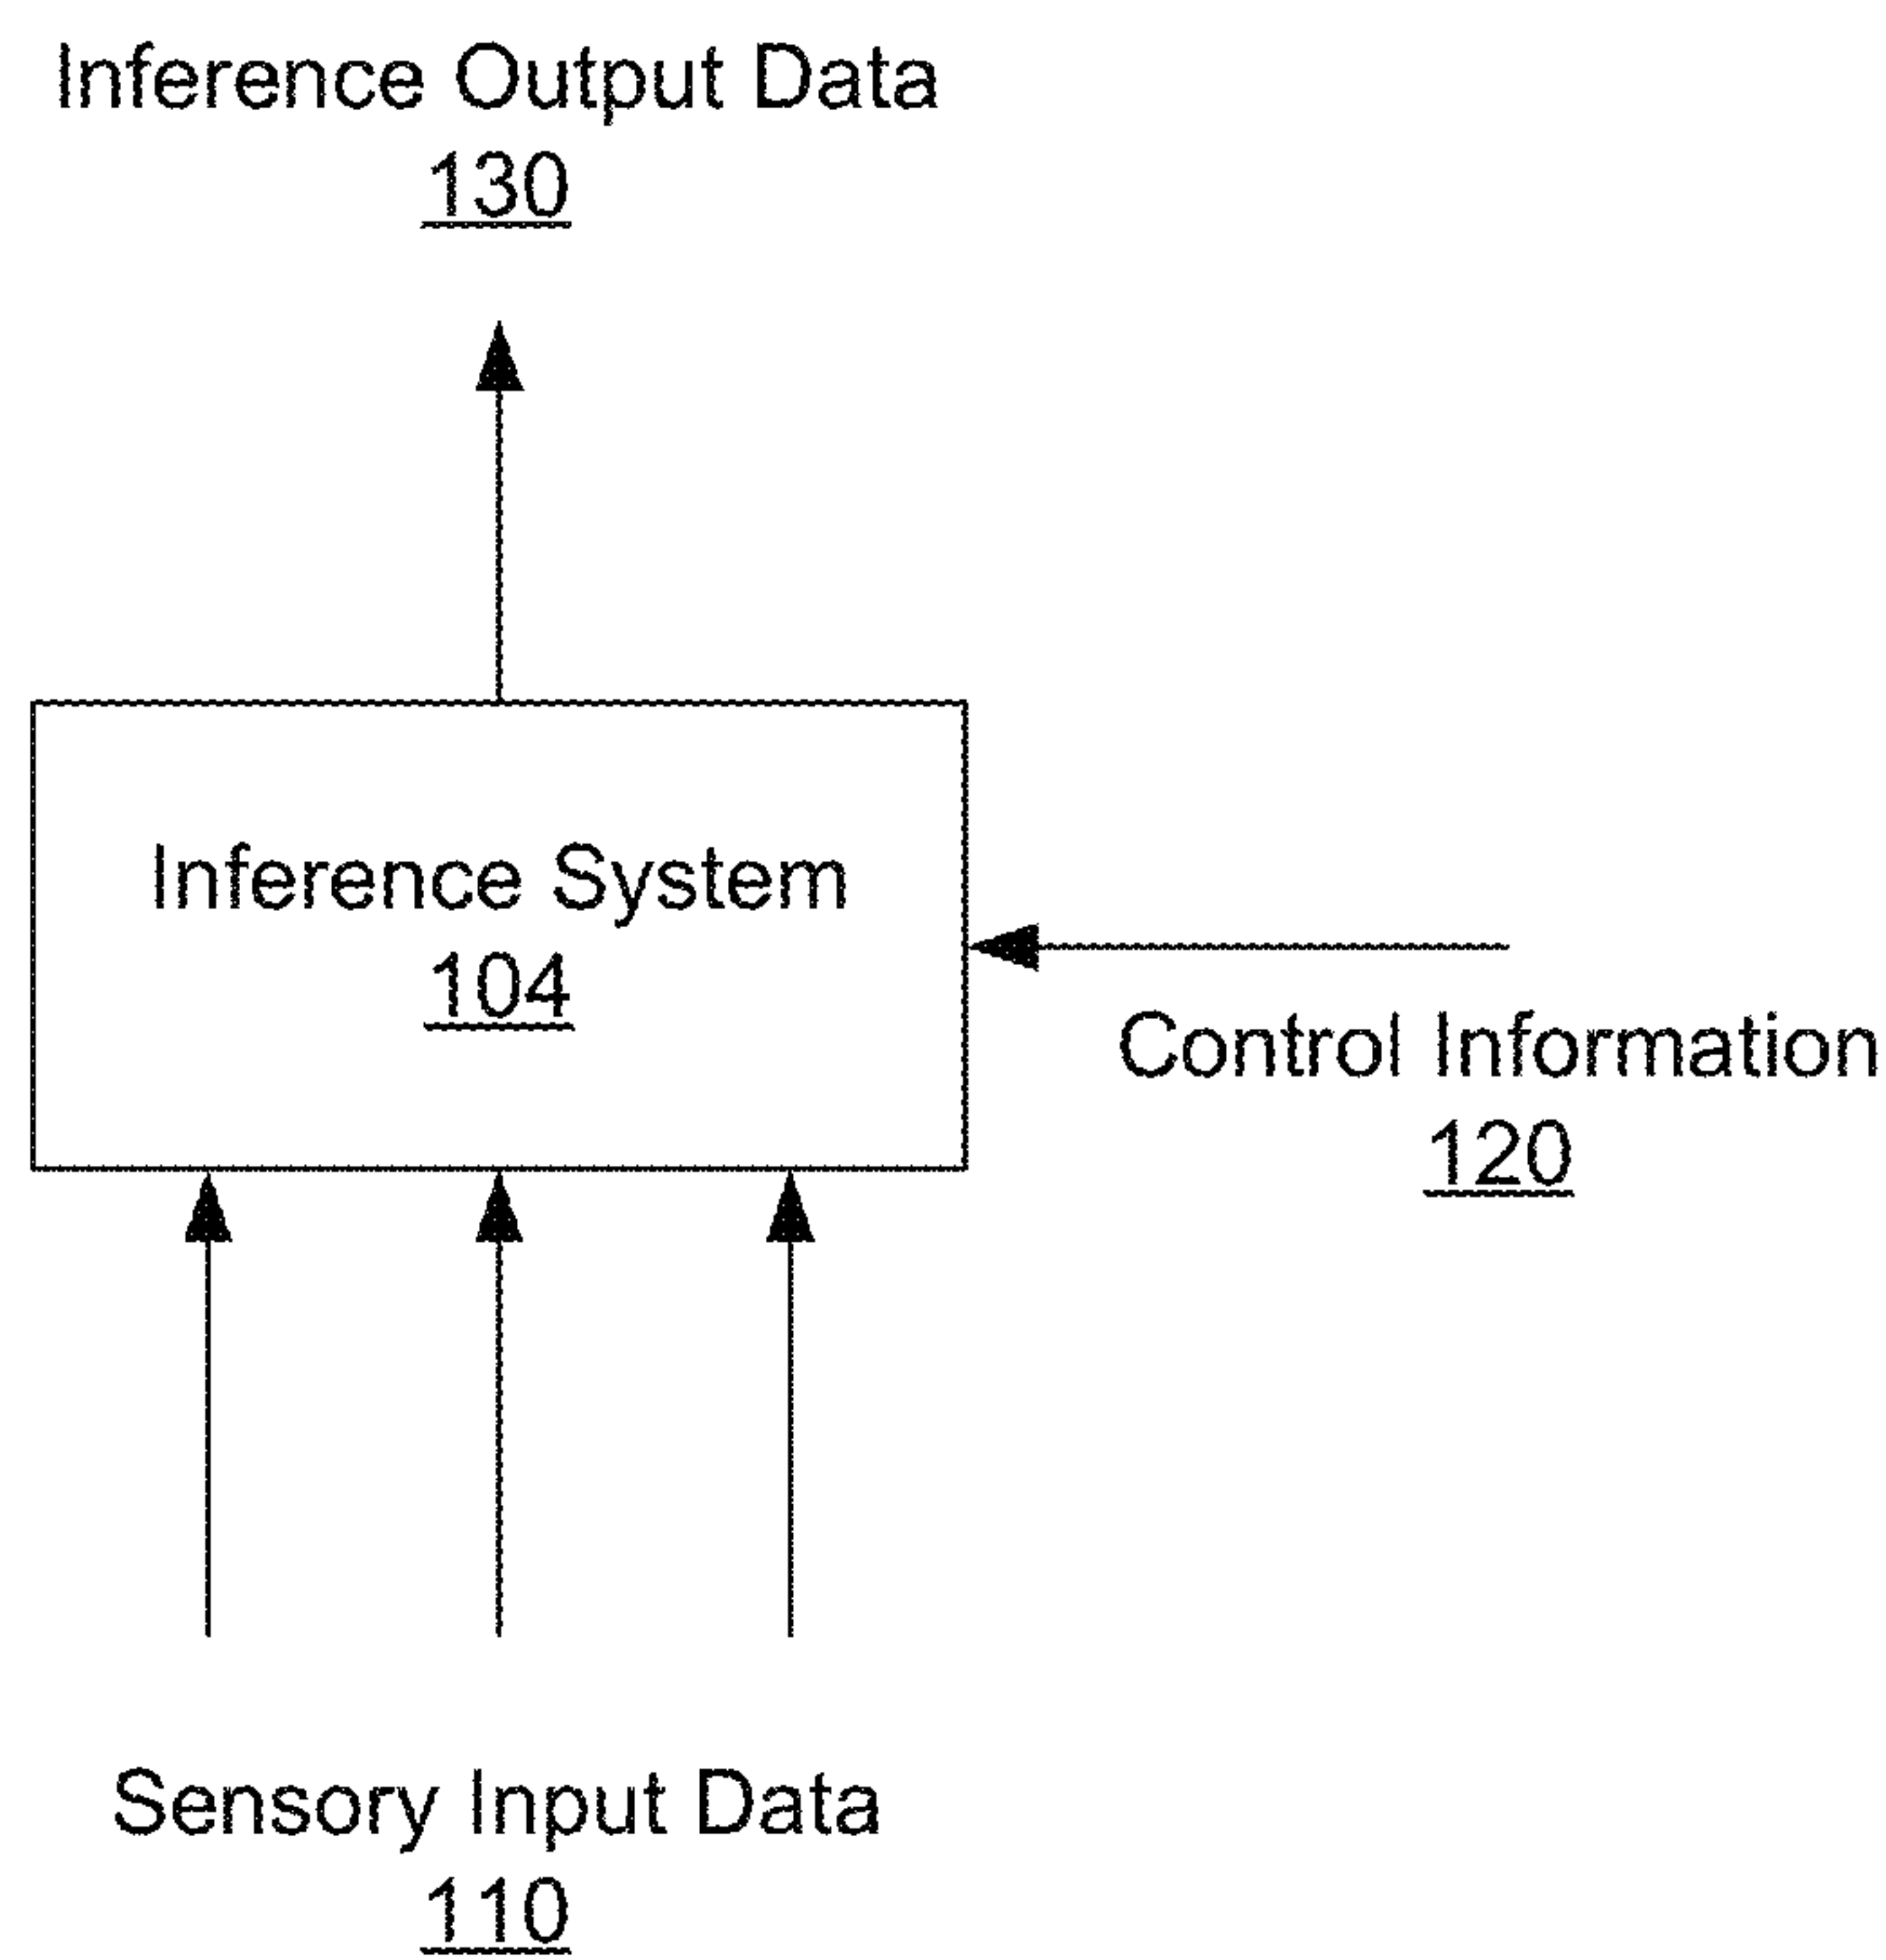 Inference Output Data
130
Inference System
104
Control Information
120
Sensory Input Data
110